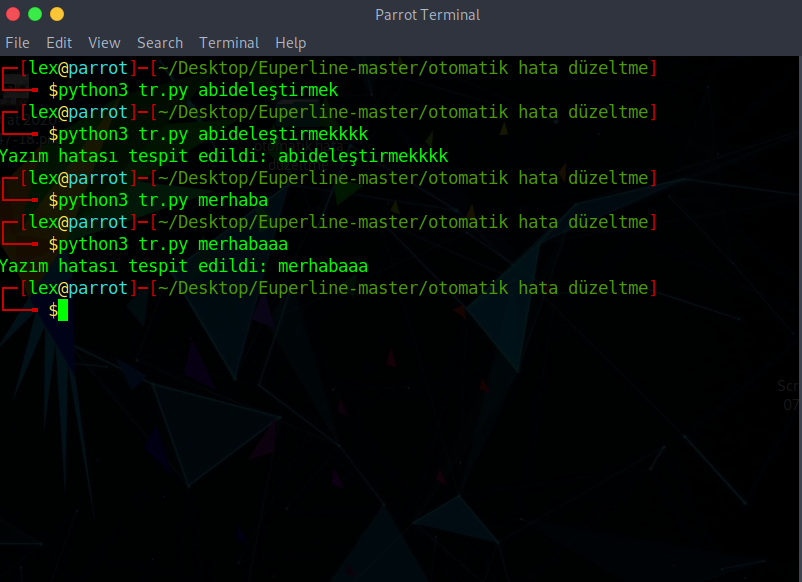 Parrot Terminal
File Edit View Search Terminal Help
┌─[lex@parrot]─[~/Desktop/Euperline-master/otomatik hata düzeltme]
└──╼ $python3 tr.py abideleştirmek
┌─[lex@parrot]─[~/Desktop/Euperline-master/otomatik hata düzeltme]
└──╼ $python3 tr.py abideleştirmekkkk
Yazım hatası tespit edildi: abideleştirmekkkk
┌─[lex@parrot]─[~/Desktop/Euperline-master/otomatik hata düzeltme]
└──╼ $python3 tr.py merhaba
┌─[lex@parrot]─[~/Desktop/Euperline-master/otomatik hata düzeltme]
└──╼ $python3 tr.py merhabaaa
Yazım hatası tespit edildi: merhabaaa
┌─[lex@parrot]─[~/Desktop/Euperline-master/otomatik hata düzeltme]
└──╼ $